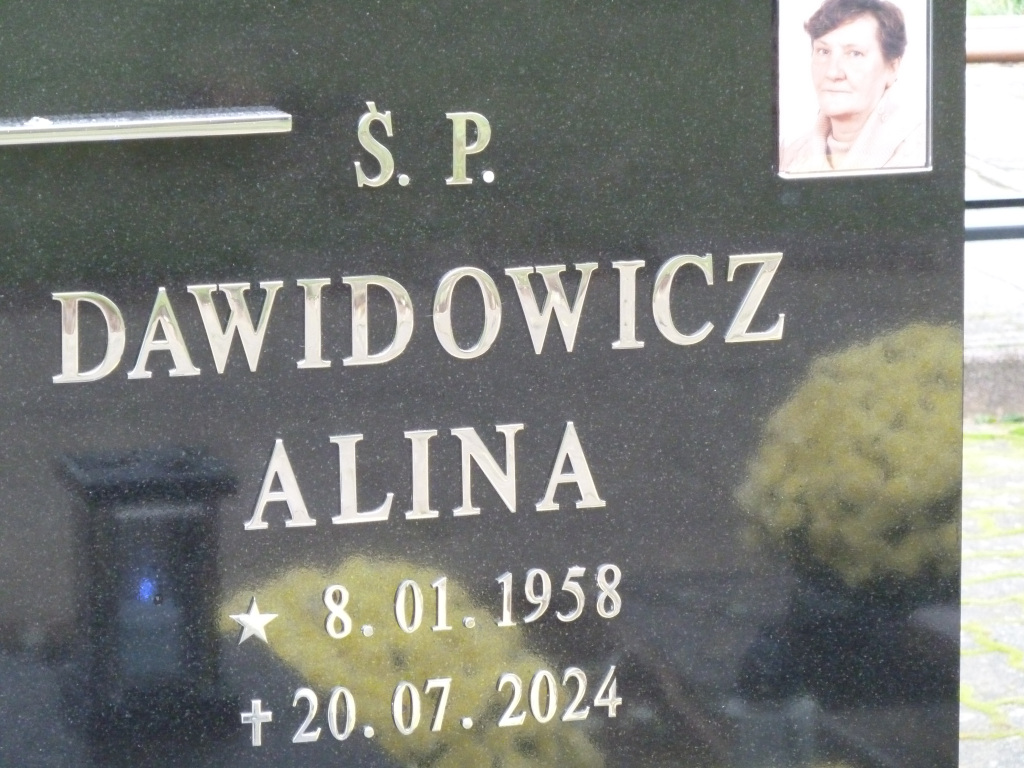 Ś. P.
DAWIDOWICZ
ALINA
★ 8. 01. 1958
✝ 20. 07. 2024